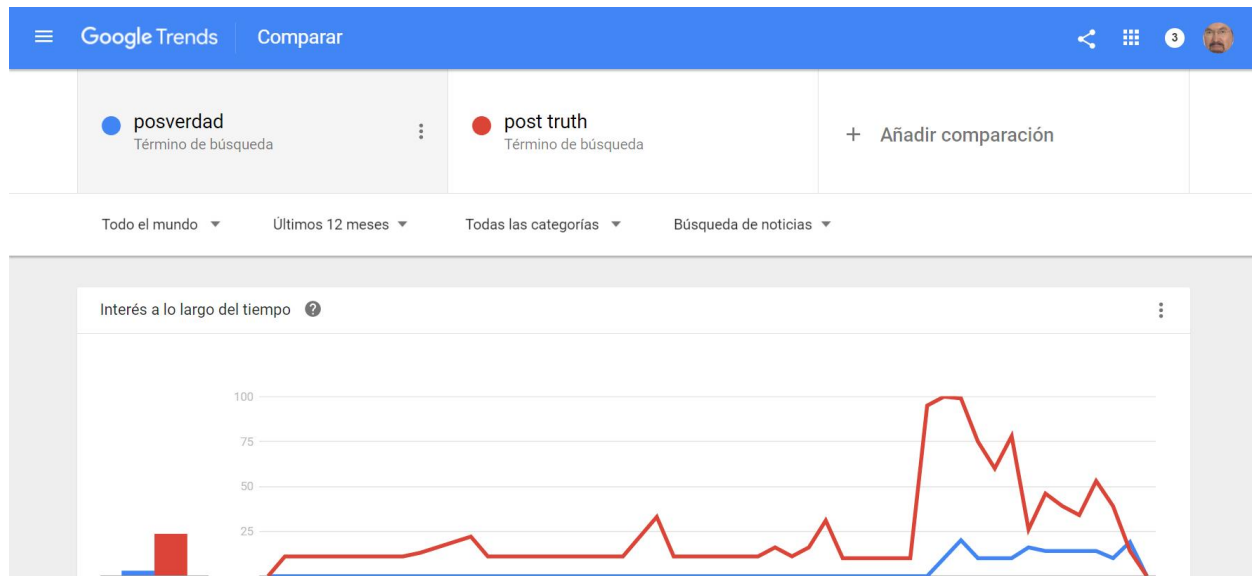 Google Trends Comparar 3
posverdad
Término de búsqueda
post truth
Término de búsqueda
+ Añadir comparación
Todo el mundo Últimos 12 meses Todas las categorías Búsqueda de noticias
Interés a lo largo del tiempo ?
100
75
50
25